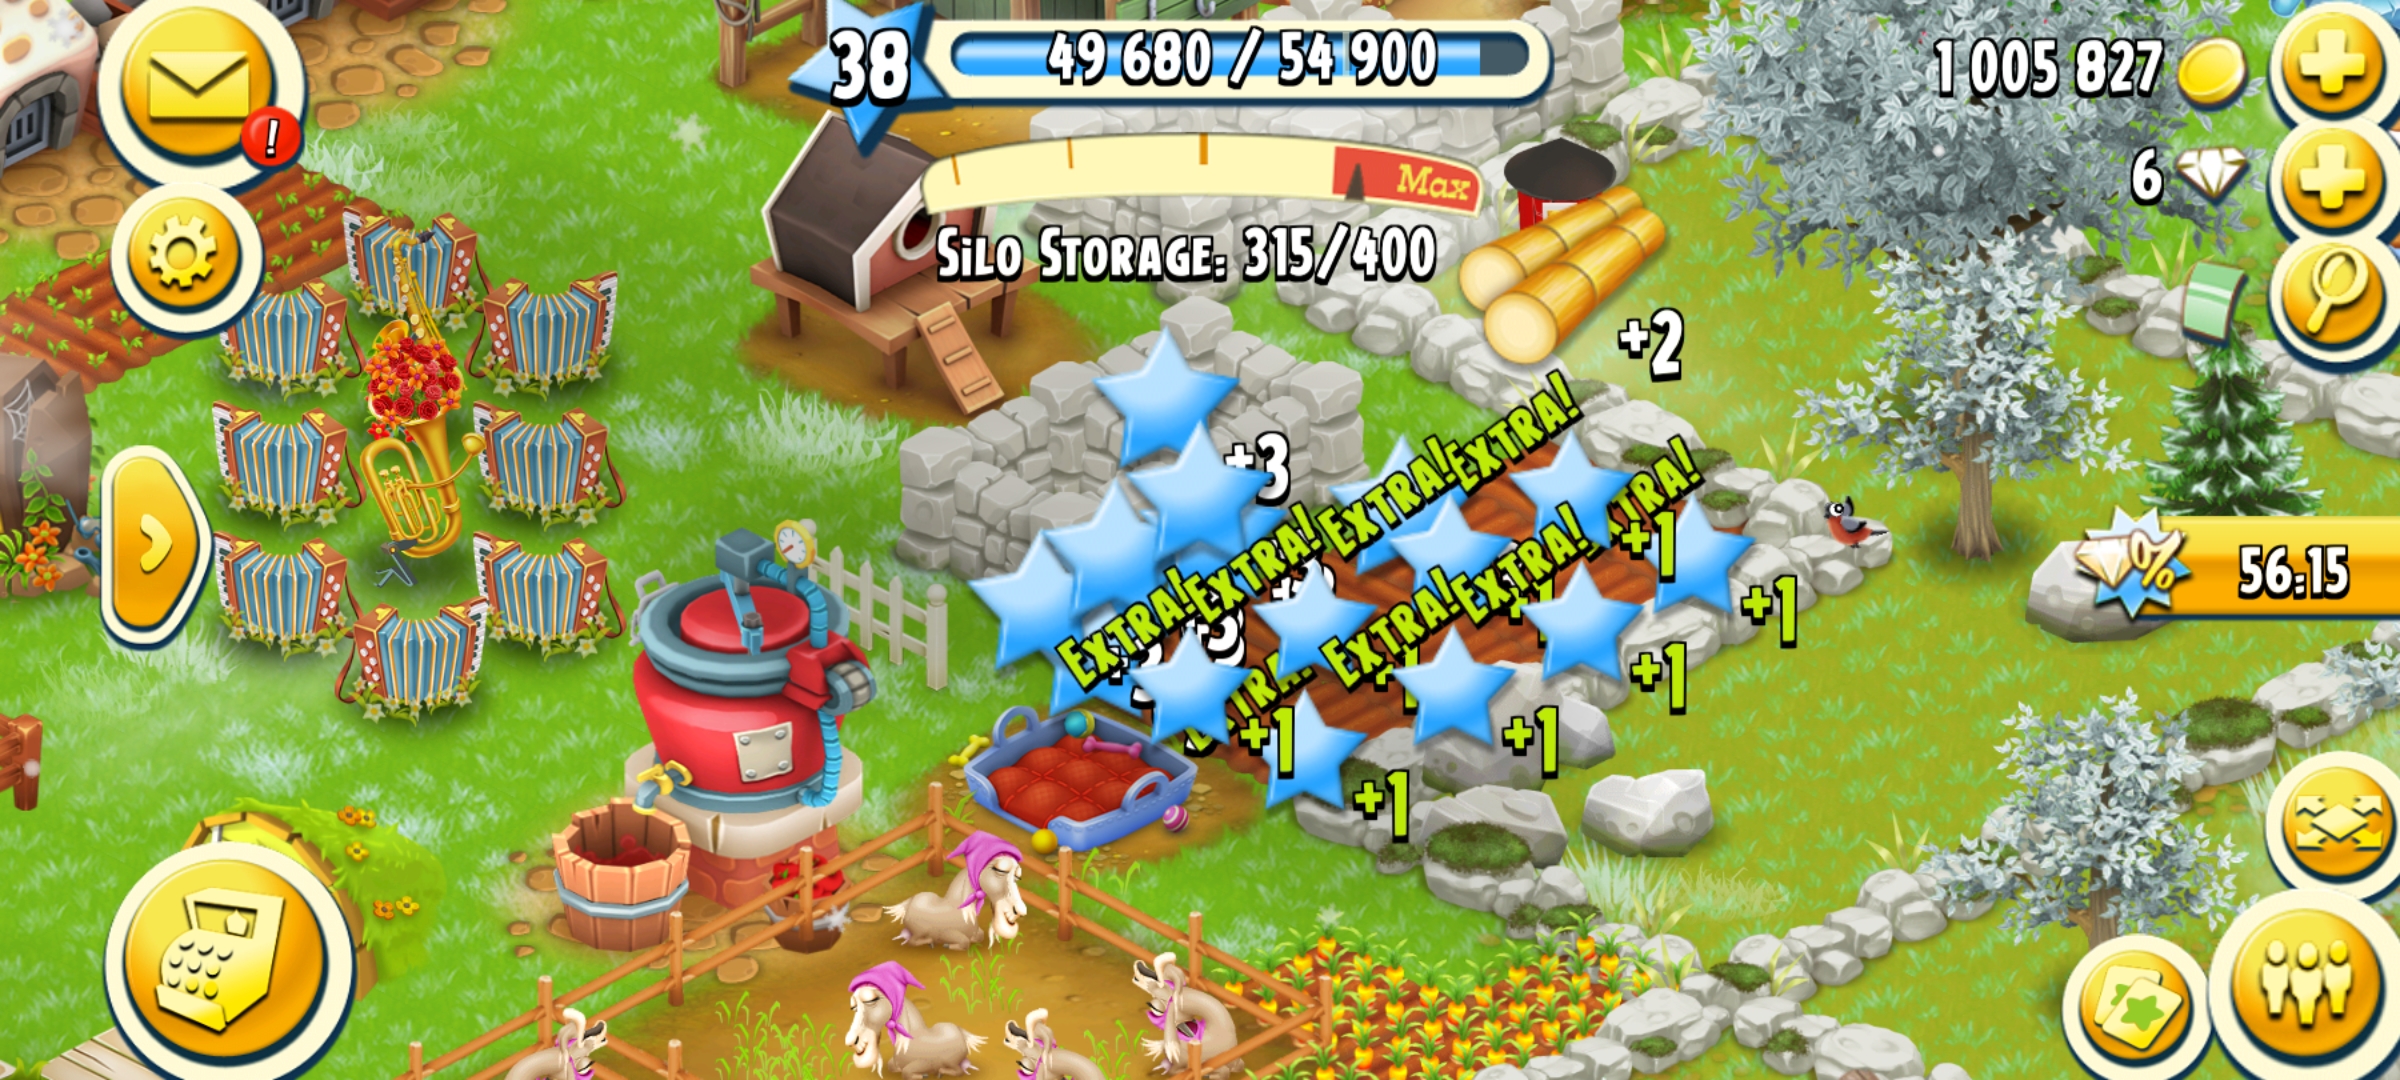 38
49 680 / 54 900
1 005 827
!
Max
6
Silo Storage: 315/400
+2
+3
EXTRA!
EXTRA!
EXTRA!
EXTRA!
+1
EXTRA!
EXTRA!
%
56:15
+1
+1
+1
+1
+1